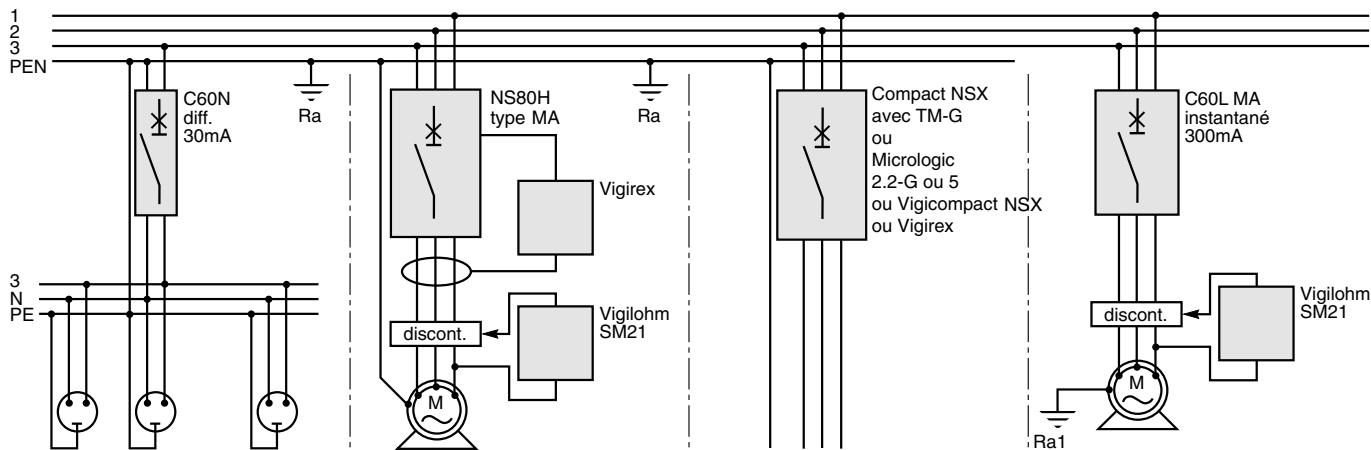 1
2
3
PEN
C60N
diff.
30mA
Ra
NS80H
type MA
Vigirex
Ra
Compact NSX
avec TM-G
ou
Micrologic
2.2-G ou 5
ou Vigicompact NSX
ou Vigirex
C60L MA
instantané
300mA
3
N
PE
discont.
Vigilohm
SM21
M
discont.
Vigilohm
SM21
M
Ra1